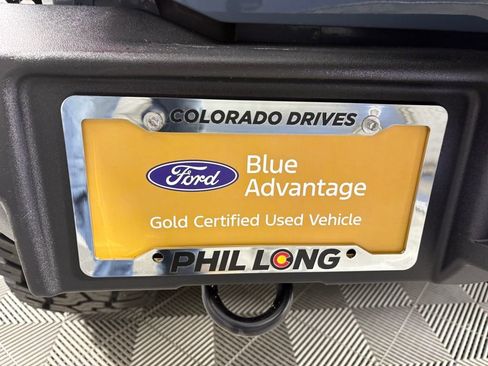 COLORADO DRIVES
Ford
Blue
Advantage
Gold Certified Used Vehicle
PHIL LONG